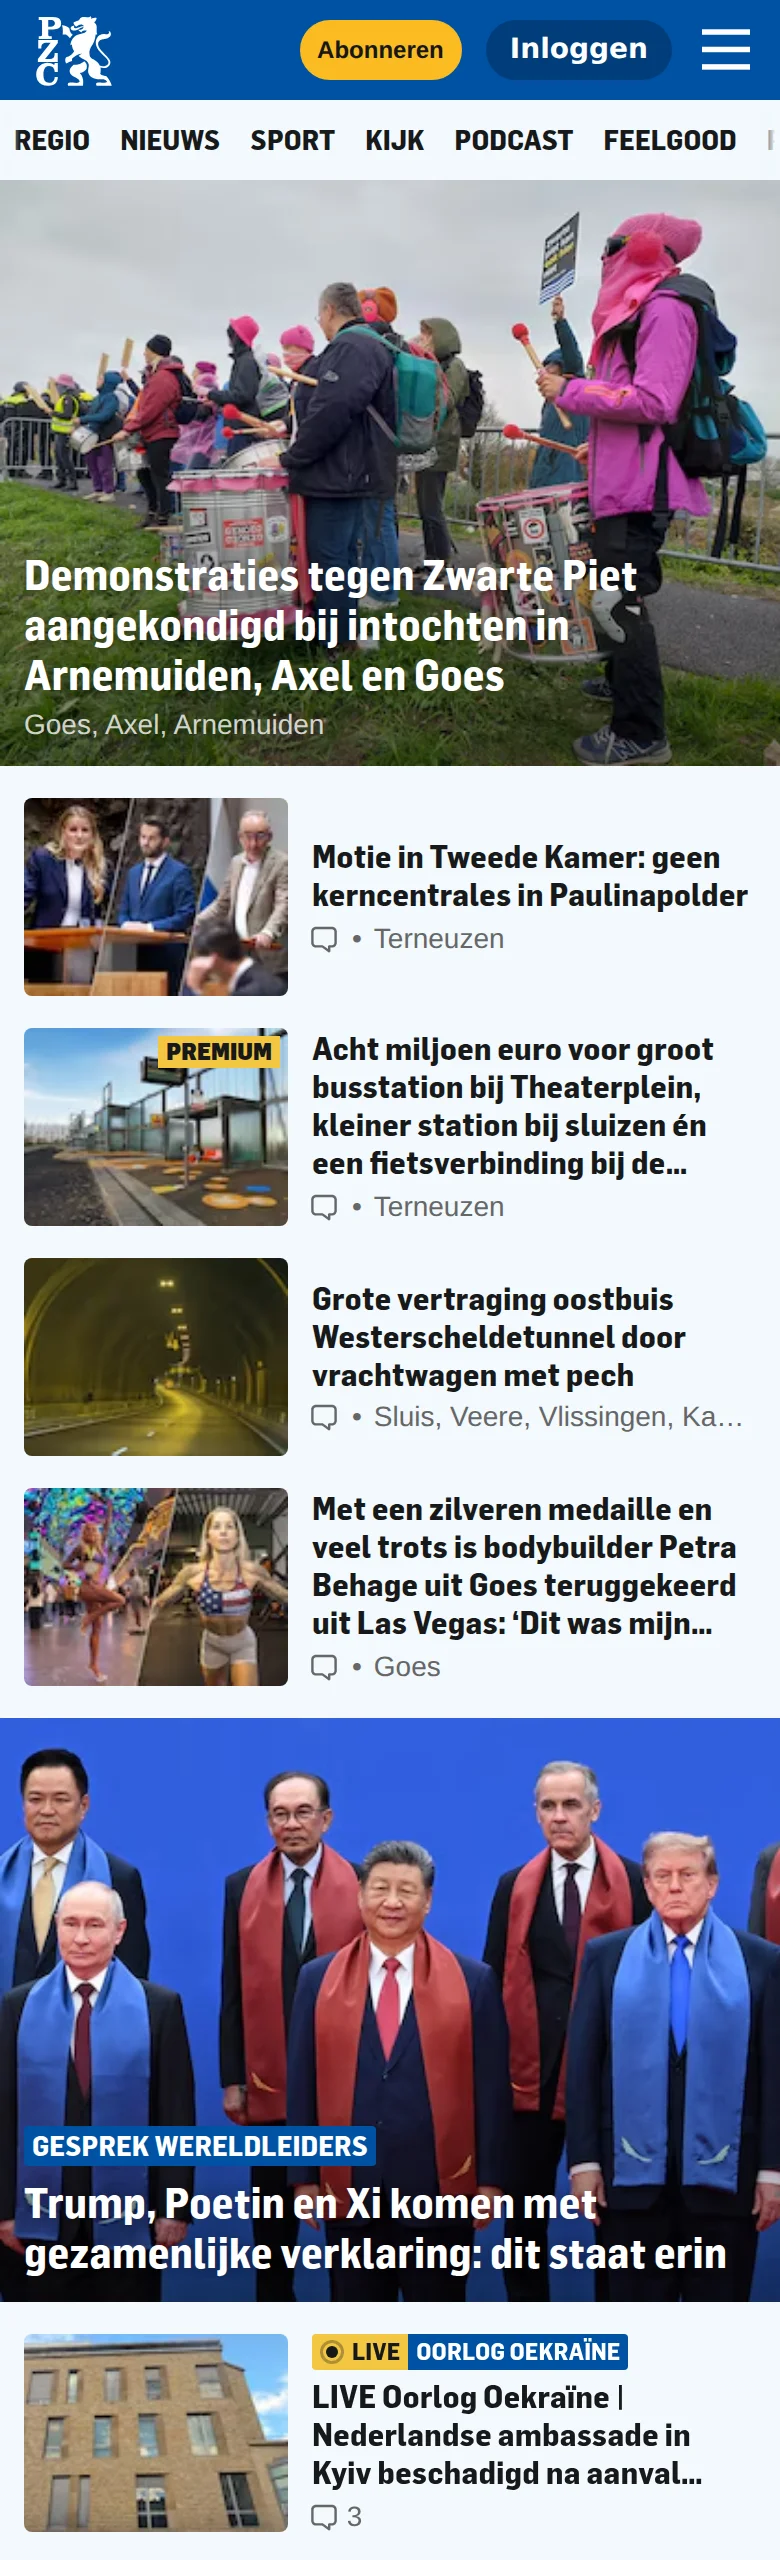 PZC
Abonneren
Inloggen
REGIO NIEUWS SPORT KIJK PODCAST FEELGOOD
Demonstraties tegen Zwarte Piet
aangekondigd bij intochten in
Arnemuiden, Axel en Goes
Goes, Axel, Arnemuiden
Motie in Tweede Kamer: geen
kerncentrales in Paulinapolder
• Terneuzen
PREMIUM
Acht miljoen euro voor groot
busstation bij Theaterplein,
kleiner station bij sluizen én
een fietsverbinding bij de...
• Terneuzen
Grote vertraging oostbuis
Westerscheldetunnel door
vrachtwagen met pech
• Sluis, Veere, Vlissingen, Ka...
Met een zilveren medaille en
veel trots is bodybuilder Petra
Behage uit Goes teruggekeerd
uit Las Vegas: ‘Dit was mijn...
• Goes
GESPREK WERELDLEIDERS
Trump, Poetin en Xi komen met
gezamenlijke verklaring: dit staat erin
LIVE OORLOG OEKRAÏNE
LIVE Oorlog Oekraïne |
Nederlandse ambassade in
Kyiv beschadigd na aanval...
3